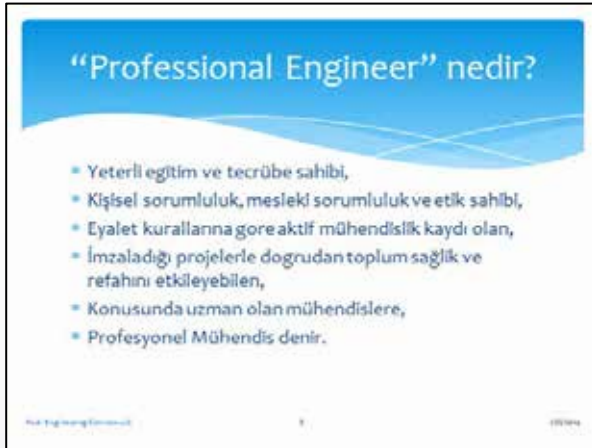 “Professional Engineer” nedir?
Yeterli egitim ve tecrübe sahibi,
Kişisel sorumluluk, mesleki sorumluluk ve etik sahibi,
Eyalet kurallarına gore aktif mühendislik kaydı olan,
İmzaladığı projelerle dogrudan toplum sağlik ve
refahını etkileyebilen,
Konusunda uzman olan mühendislere,
Profesyonel Mühendis denir.